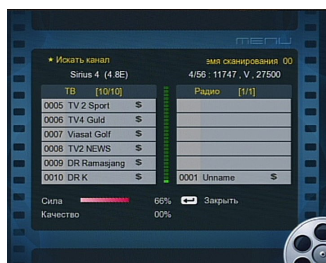 menu
★ Искать канал емя сканирования 00
Sirius 4 (4.8E) 4/56 : 11747 , V , 27500
ТВ [10/10] Радио [1/1]
0005 TV 2 Sport $
0006 TV4 Guld $
0007 Viasat Golf $
0008 TV2 NEWS $
0009 DR Ramasjang $
0010 DR K $ 0001 Unname $
Сила 66% Закрыть
Качество 00%